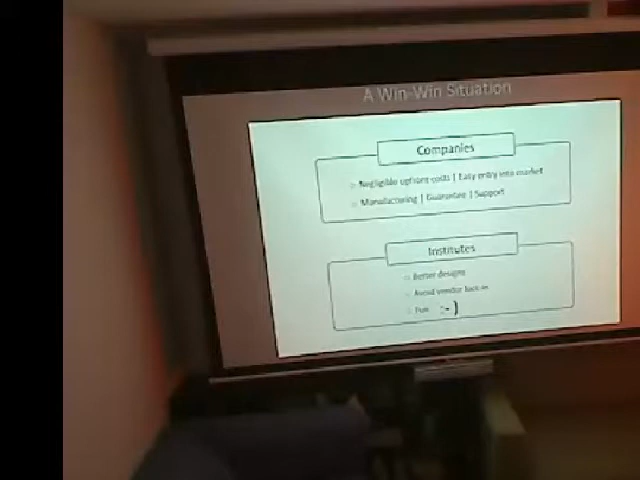 A Win-Win Situation
Companies
Negligible upfront costs | Easy entry into market
Manufacturing | Guarantee | Support
Institutes
Better designs
Avoid vendor lock-in
Fun :-)